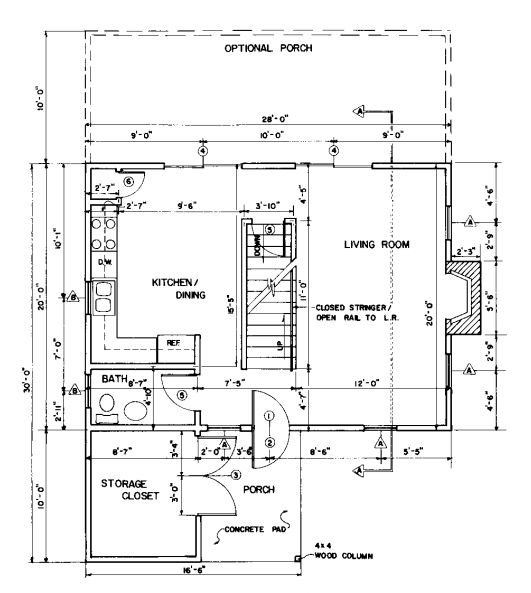 OPTIONAL PORCH
10'-0"
28'-0"
9'-0"
10'-0"
9'-0"
A
4
4
6
2'-7"
2'-7"
9'-6"
3'-10"
4'-5"
4'-6"
10'-1"
5
DOWN
A
LIVING ROOM
2'-9"
2'-3"
D.W.
KITCHEN/
DINING
11'-0"
20'-0"
B
15'-5"
CLOSED STRINGER/
OPEN RAIL TO L.R.
20'-0"
5'-6"
7'-0"
REF.
UP
30'-0"
2'-9"
BATH
8'-7"
4'-10"
5
7'-5"
12'-0"
A
B
2'-11"
4'-7"
1
2
4'-6"
8'-7"
3'-4"
2'-0"
A
3'-6"
8'-6"
A
5'-5"
A
STORAGE
CLOSET
3
3'-0"
PORCH
10'-0"
CONCRETE PAD
4x4
WOOD COLUMN
16'-6"